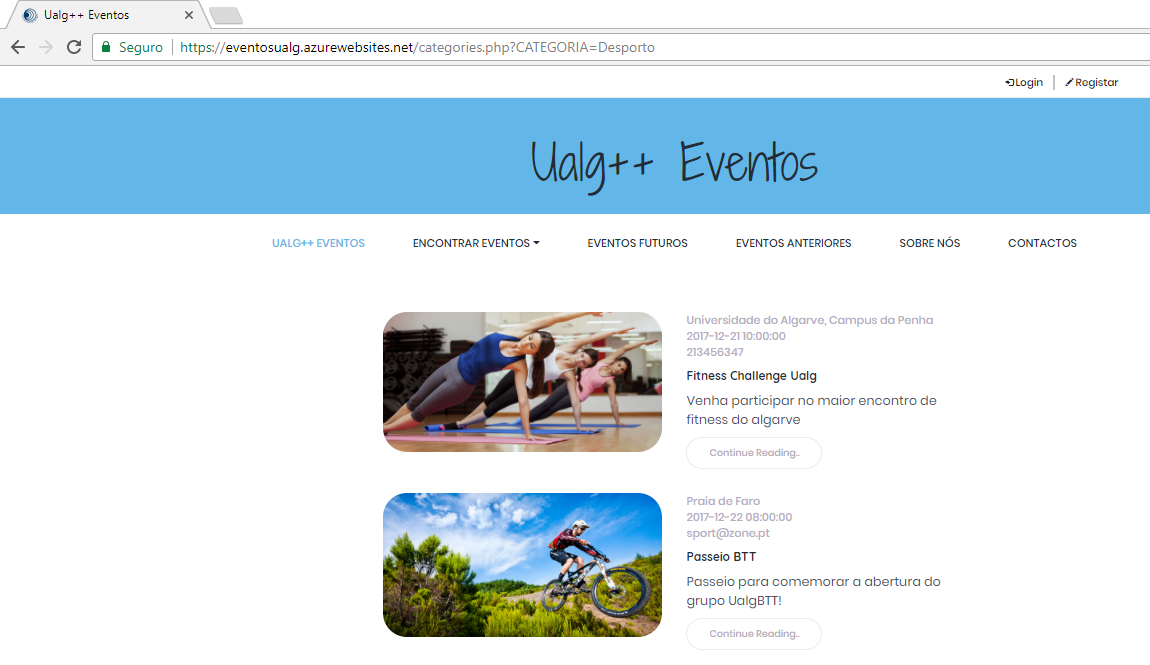 Ualg++ Eventos
Seguro https://eventosualg.azurewebsites.net/categories.php?CATEGORIA=Desporto
Login Registar
Ualg++ Eventos
UALG++ EVENTOS ENCONTRAR EVENTOS EVENTOS FUTUROS EVENTOS ANTERIORES SOBRE NÓS CONTACTOS
Universidade do Algarve, Campus da Penha
2017-12-21 10:00:00
213456347
Fitness Challenge Ualg
Venha participar no maior encontro de
fitness do algarve
Continue Reading..
Praia de Faro
2017-12-22 08:00:00
sport@zone.pt
Passeio BTT
Passeio para comemorar a abertura do
grupo UalgBTT!
Continue Reading..